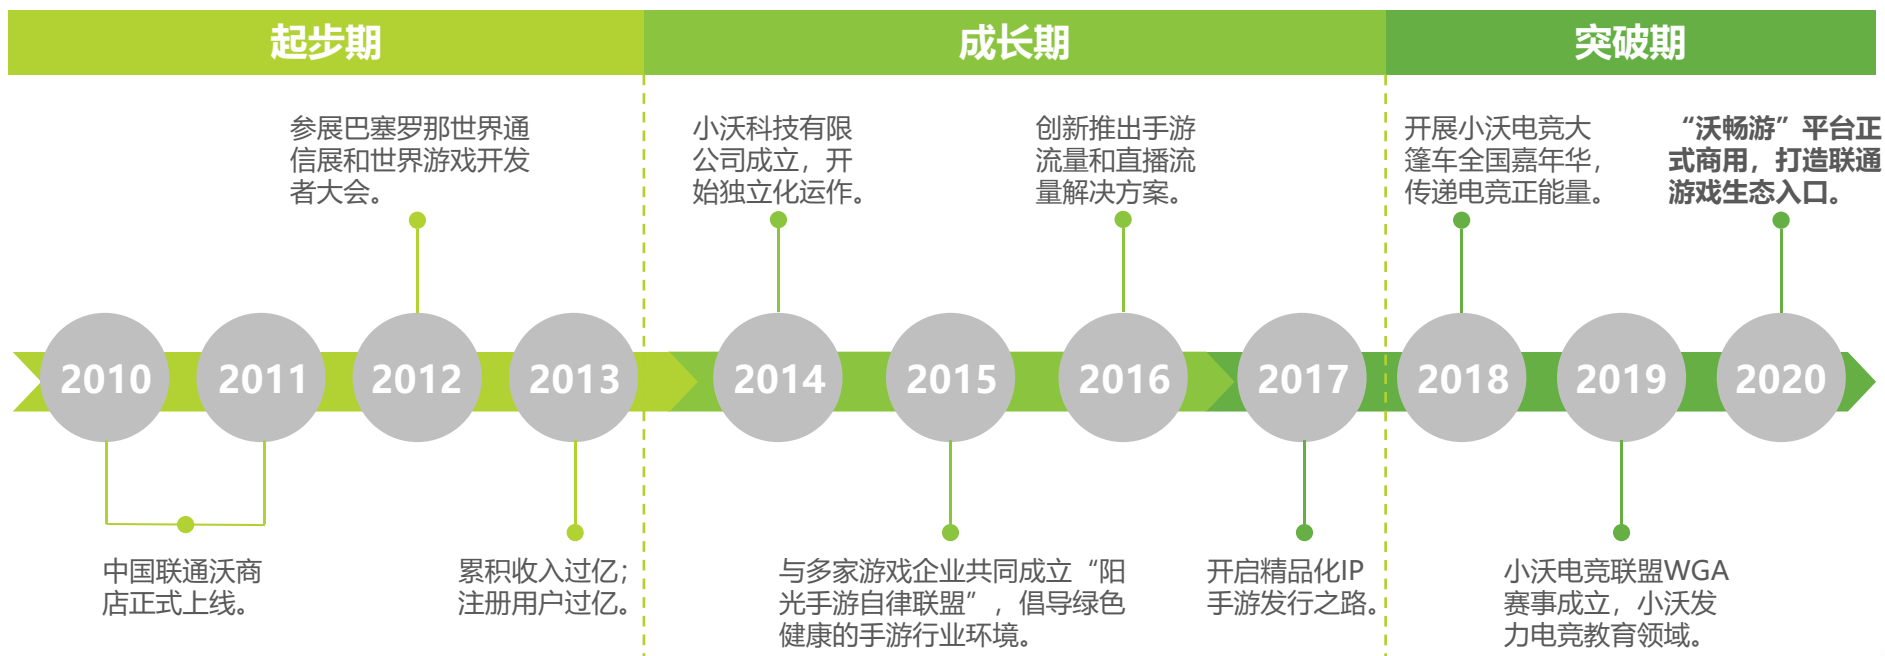 起步期
成长期
突破期
参展巴塞罗那世界通
信展和世界游戏开发
者大会。
小沃科技有限
公司成立，开
始独立化运作。
创新推出手游
流量和直播流
量解决方案。
开展小沃电竞大
篷车全国嘉年华，
传递电竞正能量。
“沃畅游”平台正
式商用，打造联通
游戏生态入口。
2010
2011
2012
2013
2014
2015
2016
2017
2018
2019
2020
中国联通沃商
店正式上线。
累积收入过亿；
注册用户过亿。
与多家游戏企业共同成立“阳
光手游自律联盟”，倡导绿色
健康的手游行业环境。
开启精品化IP
手游发行之路。
小沃电竞联盟WGA
赛事成立，小沃发
力电竞教育领域。